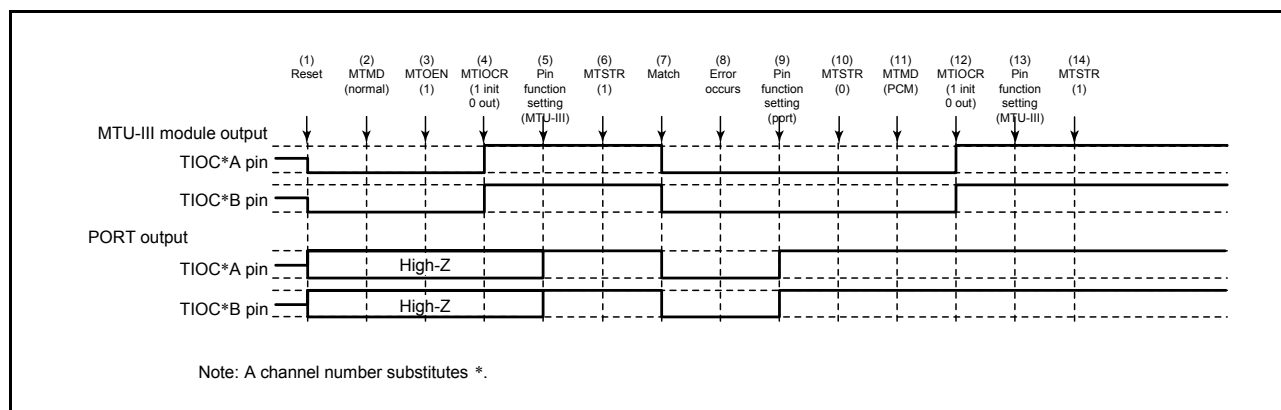 (1) (2) (3) (4) (5) (6) (7) (8) (9) (10) (11) (12) (13) (14)
Reset MTMD MTOEN MTIOCR Pin MTSTR Match Error Pin MTSTR MTMD MTIOCR Pin MTSTR
(normal) (1) (1 init function (1) occurs function (0) (PCM) (1 init function (1)
0 out) setting setting 0 out) setting
(MTU-III) (port) (MTU-III)
MTU-III module output
TIOC*A pin
TIOC*B pin
PORT output
TIOC*A pin High-Z
TIOC*B pin High-Z
Note: A channel number substitutes *.